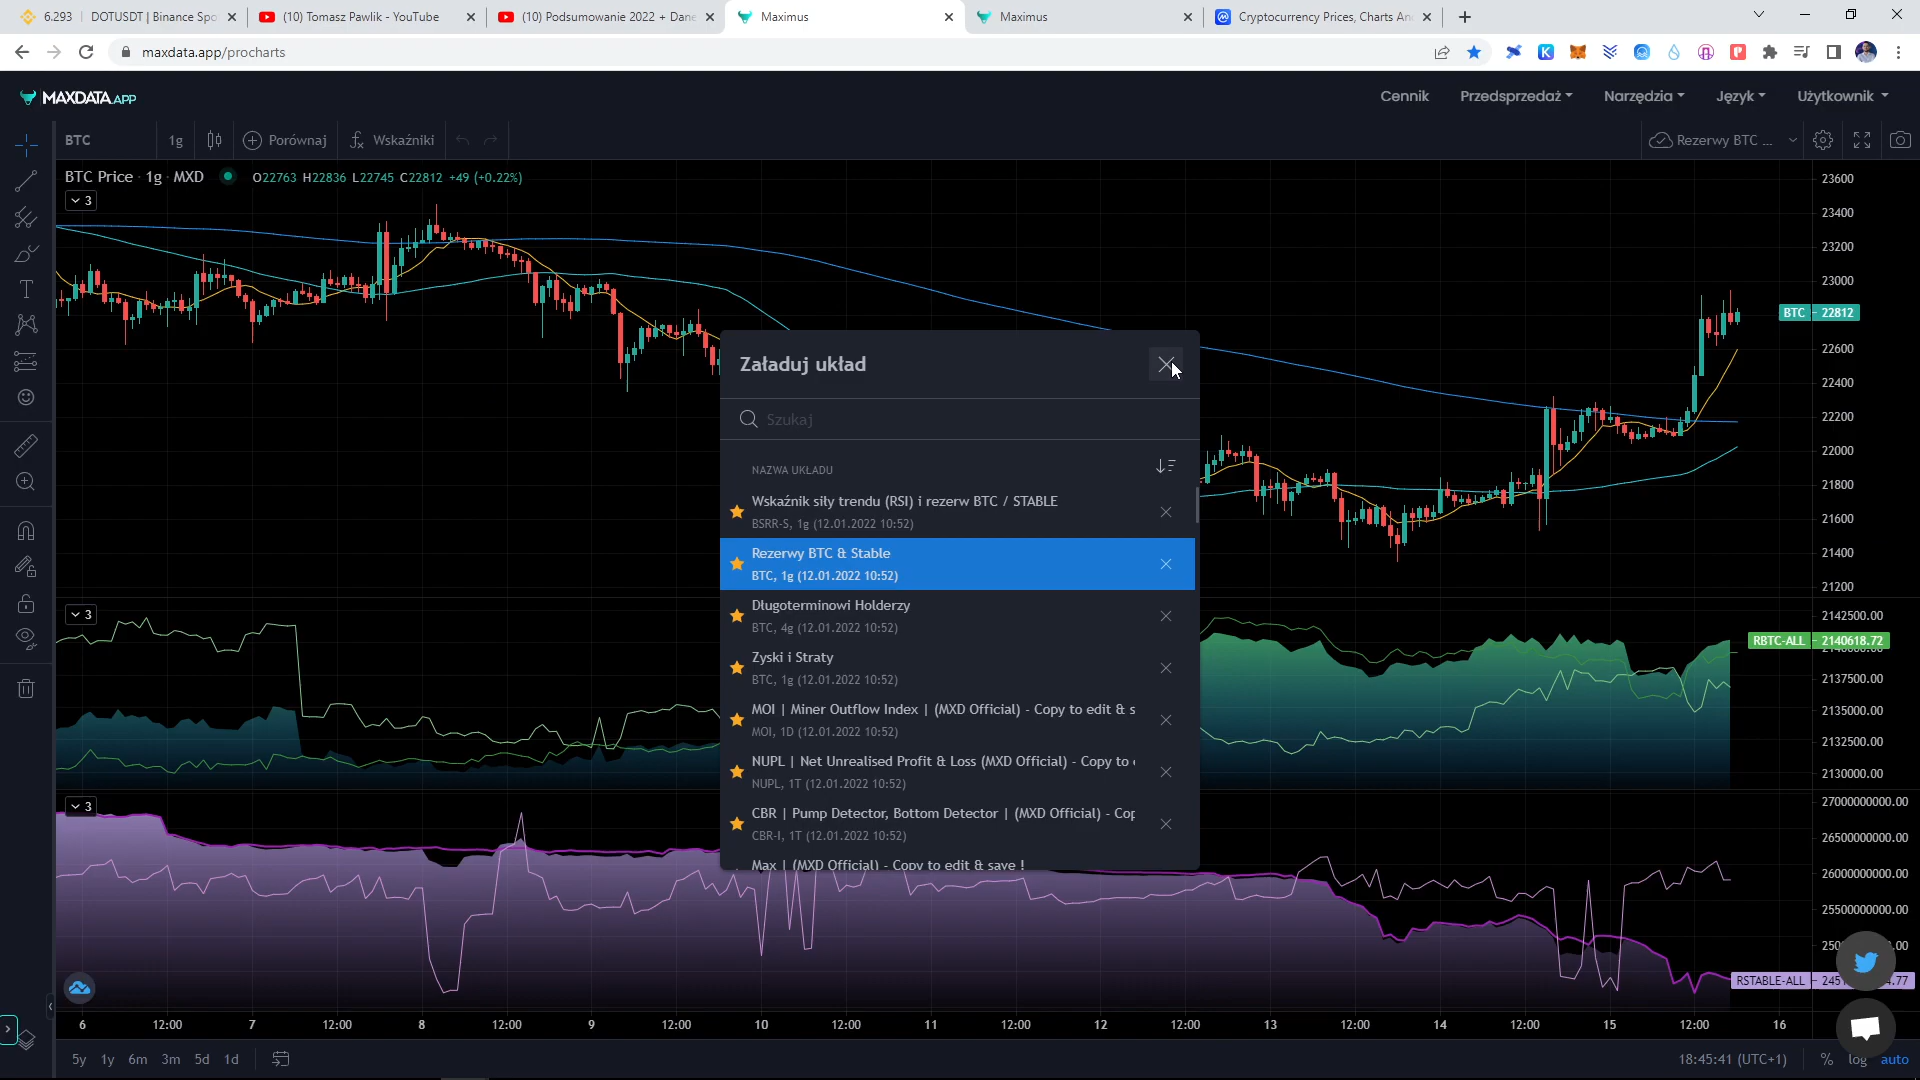 6.293 DOTUSDT | Binance Spo
(10) Tomasz Pawlik - YouTube
(10) Podsumowanie 2022 + Dane
Maximus
Maximus
Cryptocurrency Prices, Charts An
maxdata.app/procharts
MAXDATA.APP
Cennik Przedsprzedaż Narzędzia Język Użytkownik
BTC 1g Porównaj Wskaźniki Rezerwy BTC ...
BTC Price · 1g · MXD O22763 H22836 L22745 C22812 +49 (+0.22%)
3
23600
23400
23200
23000
BTC 22812
22600
22400
22200
22000
21800
21600
21400
21200
Załaduj układ
Szukaj
NAZWA UKŁADU
Wskaźnik siły trendu (RSI) i rezerw BTC / STABLE
BSRR-S, 1g (12.01.2022 10:52)
Rezerwy BTC & Stable
BTC, 1g (12.01.2022 10:52)
Długoterminowi Holderzy
BTC, 4g (12.01.2022 10:52)
Zyski i Straty
BTC, 1g (12.01.2022 10:52)
MOI | Miner Outflow Index | (MXD Official) - Copy to edit & s
MOI, 1D (12.01.2022 10:52)
NUPL | Net Unrealised Profit & Loss (MXD Official) - Copy to
NUPL, 1T (12.01.2022 10:52)
CBR | Pump Detector, Bottom Detector | (MXD Official) - Cop
CBR-I, 1T (12.01.2022 10:52)
Max | (MXD Official) - Copy to edit & save !
3
2142500.00
RBTC-ALL 2140618.72
2137500.00
2135000.00
2132500.00
2130000.00
3
27000000000.00
26500000000.00
26000000000.00
25500000000.00
RSTABLE-ALL
6 12:00 7 12:00 8 12:00 9 12:00 10 12:00 11 12:00 12 12:00 13 12:00 14 12:00 15 12:00 16
5y 1y 6m 3m 5d 1d 18:45:41 (UTC+1) % log auto